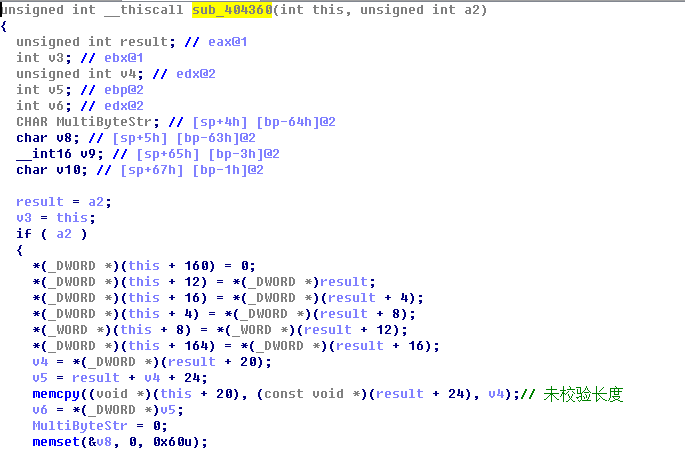 unsigned int __thiscall sub_404360(int this, unsigned int a2)
{
  unsigned int result; // eax@1
  int v3; // ebx@1
  unsigned int v4; // edx@2
  int v5; // ebp@2
  int v6; // edx@2
  CHAR MultiByteStr; // [sp+4h] [bp-64h]@2
  char v8; // [sp+5h] [bp-63h]@2
  __int16 v9; // [sp+65h] [bp-3h]@2
  char v10; // [sp+67h] [bp-1h]@2

  result = a2;
  v3 = this;
  if ( a2 )
  {
    *(_DWORD *)(this + 160) = 0;
    *(_DWORD *)(this + 12) = *(_DWORD *)result;
    *(_DWORD *)(this + 16) = *(_DWORD *)(result + 4);
    *(_DWORD *)(this + 4) = *(_DWORD *)(result + 8);
    *(_WORD *)(this + 8) = *(_WORD *)(result + 12);
    *(_DWORD *)(this + 164) = *(_DWORD *)(result + 16);
    v4 = *(_DWORD *)(result + 20);
    v5 = result + v4 + 24;
    memcpy((void *)(this + 20), (const void *)(result + 24), v4);// 未校验长度
    v6 = *(_DWORD *)v5;
    MultiByteStr = 0;
    memset(&v8, 0, 0x60u);